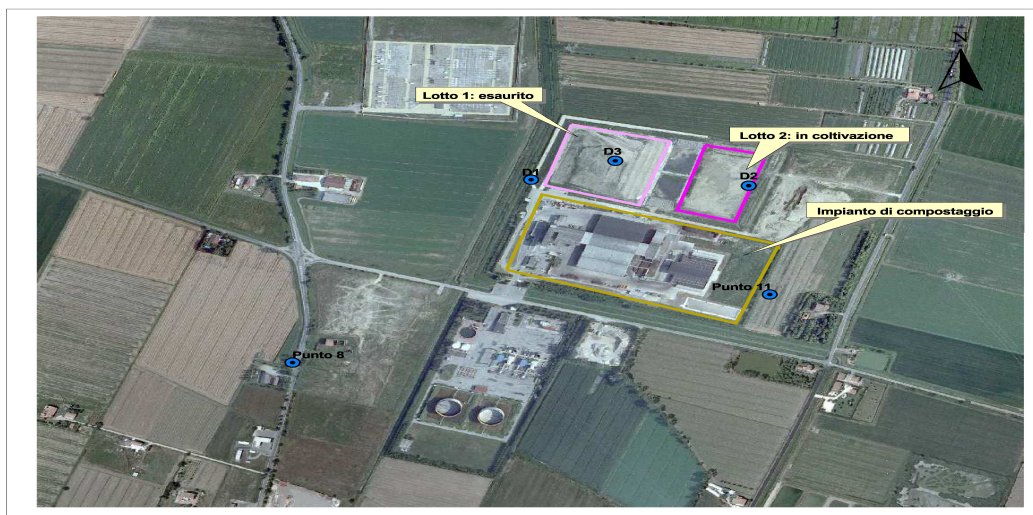 N
Lotto 1: esaurito
Lotto 2: in coltivazione
D3
D1
D2
Impianto di compostaggio
Punto 11
Punto 8